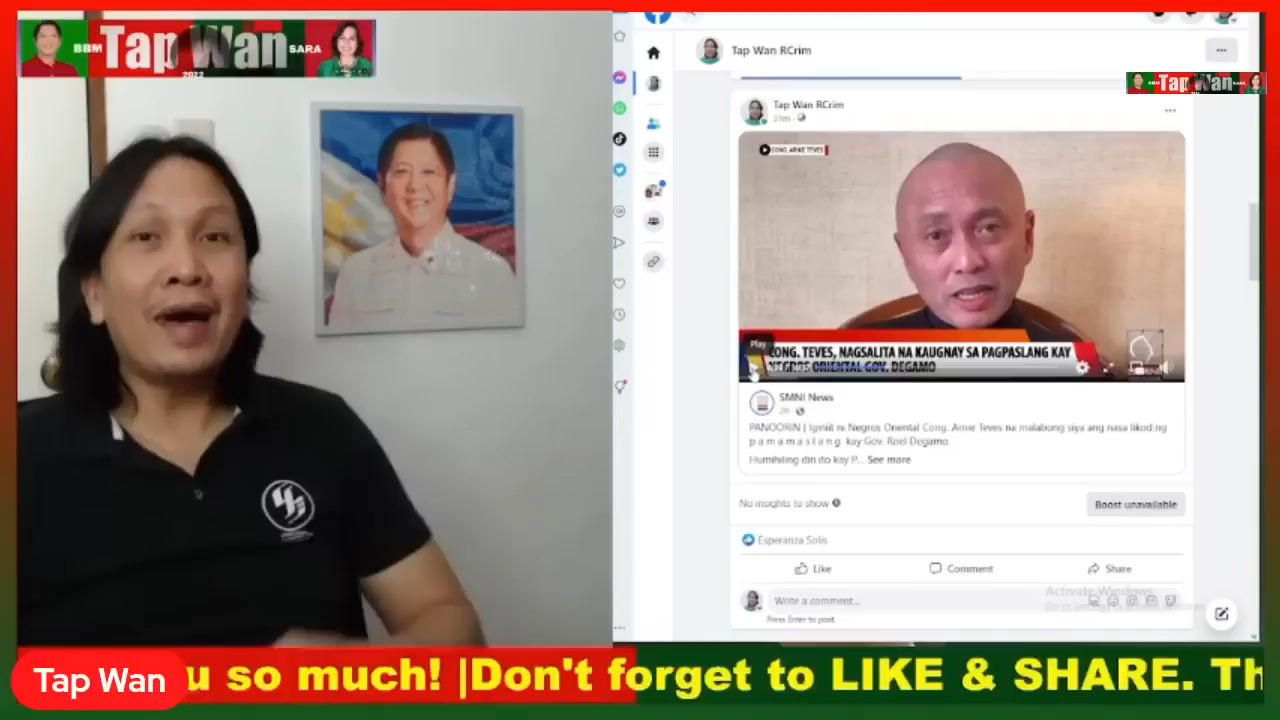 BBM Tap Wan SARA
2022
Tap Wan RCrim
Tap Wan
Tap Wan RCrim
CONG. ARNIE TEVES
Play
CONG. TEVES, NAGSALITA NA KAUGNAY SA PAGPASLANG KAY
NEGROS ORIENTAL GOV. DEGAMO
SMNI News
PANOORIN | Iginiit ni Negros Oriental Cong. Arnie Teves na malabong siya ang nasa likod ng
p a m a m a s l a n g kay Gov. Roel Degamo.
Humihiling din ito kay P... See more
No insights to show
Boost unavailable
Esperanza Solis
Like
Comment
Share
Write a comment...
Press Enter to post.
Activate Windows
Tap Wan
u so much! |Don't forget to LIKE & SHARE. Th